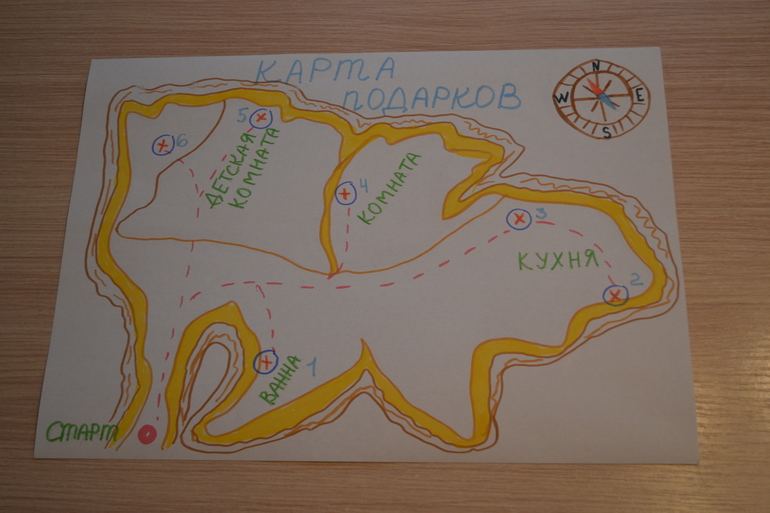 КАРТА
ПОДАРКОВ
N
W
E
S
6
5
ДЕТСКАЯ
КОМНАТА
4
КОМНАТА
3
КУХНЯ
2
1
ВАННА
СТАРТ